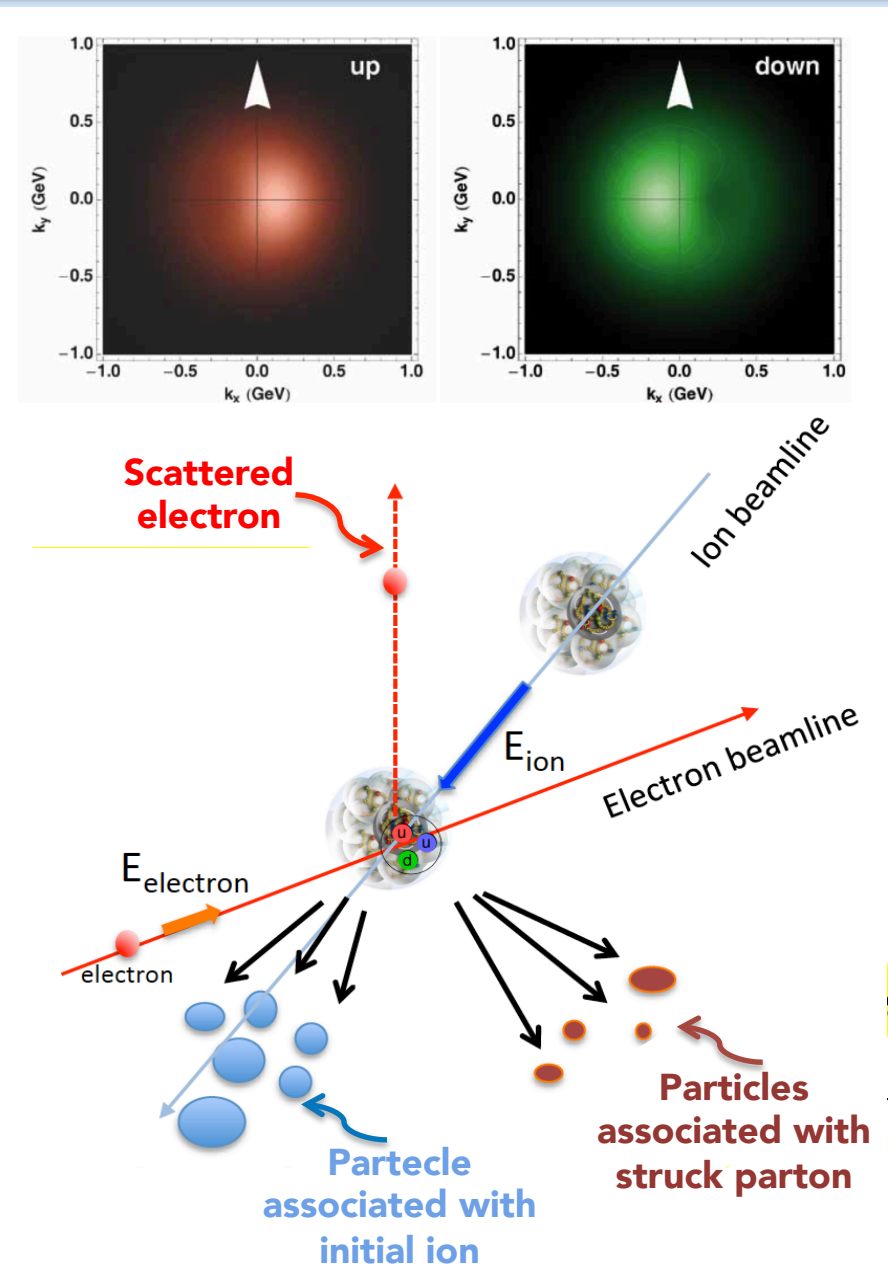 up
down
1.0
0.5
0.0
−0.5
−1.0
k_y (GeV)
−1.0 −0.5 0.0 0.5 1.0
k_x (GeV)
1.0
0.5
0.0
−0.5
−1.0
k_y (GeV)
−1.0 −0.5 0.0 0.5 1.0
k_x (GeV)
Scattered
electron
Ion beamline
E_ion
Electron beamline
u
u
d
E_electron
electron
Particles
associated with
struck parton
Partecle
associated with
initial ion